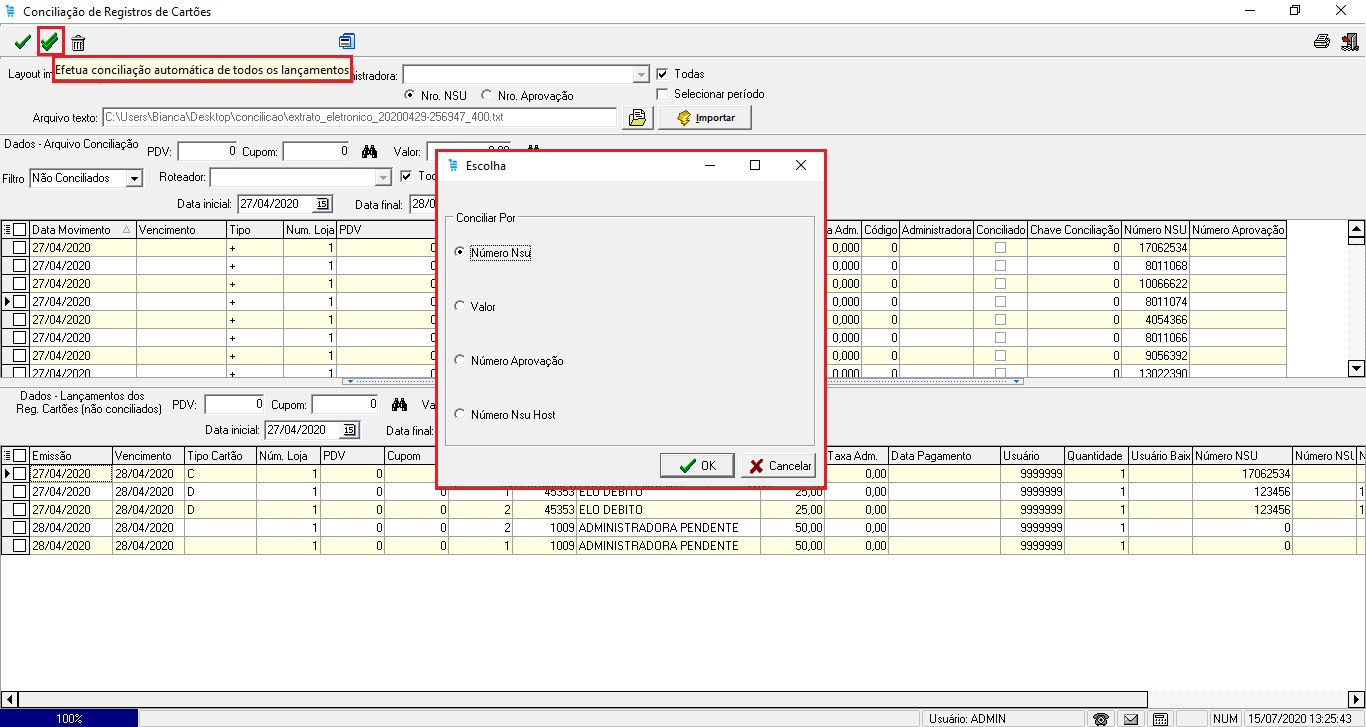 Conciliação de Registros de Cartões
Efetua conciliação automática de todos os lançamentos
Layout im
nistradora:
Todas
Nro. NSU
Nro. Aprovação
Selecionar período
Arquivo texto:
C:\Users\Bianca\Desktop\concilicao\extrato_eletronico_20200429-256947_400.txt
Importar
Dados - Arquivo Conciliação
PDV: 0 Cupom: 0 Valor:
Filtro Não Conciliados Roteador:
Data inicial: 27/04/2020 15 Data final: 28/0
Data Movimento Vencimento Tipo Num. Loja PDV a Adm. Código Administradora Conciliado Chave Conciliação Número NSU Número Aprovação
27/04/2020 + 1 0 0,000 0 0 17062534
27/04/2020 + 1 0 0,000 0 0 8011068
27/04/2020 + 1 0 0,000 0 0 10066622
27/04/2020 + 1 0 0,000 0 0 8011074
27/04/2020 + 1 0 0,000 0 0 4054366
27/04/2020 + 1 0 0,000 0 0 8011066
27/04/2020 + 1 0 0,000 0 0 9056392
27/04/2020 + 1 0 0,000 0 0 13022390
Escolha
Conciliar Por
Número Nsu
Valor
Número Aprovação
Número Nsu Host
OK Cancelar
Dados - Lançamentos dos
Reg. Cartões (não conciliados)
PDV: 0 Cupom: 0 Va
Data inicial: 27/04/2020 15 Data final:
Emissão Vencimento Tipo Cartão Núm. Loja PDV Cupom Taxa Adm. Data Pagamento Usuário Quantidade Usuário Baix Número NSU Número NSU N
27/04/2020 28/04/2020 C 1 0 0 0,00 9999999 1 17062534
27/04/2020 28/04/2020 D 1 0 0 1 45353 ELO DEBITO 25,00 0,00 9999999 1 123456 1
27/04/2020 28/04/2020 D 1 0 0 2 45353 ELO DEBITO 25,00 0,00 9999999 1 123456 1
28/04/2020 28/04/2020 1 0 0 2 1009 ADMINISTRADORA PENDENTE 50,00 0,00 9999999 1 0
28/04/2020 28/04/2020 1 0 0 1 1009 ADMINISTRADORA PENDENTE 50,00 0,00 9999999 1 0
100% Usuário: ADMIN NUM 15/07/2020 13:25:43